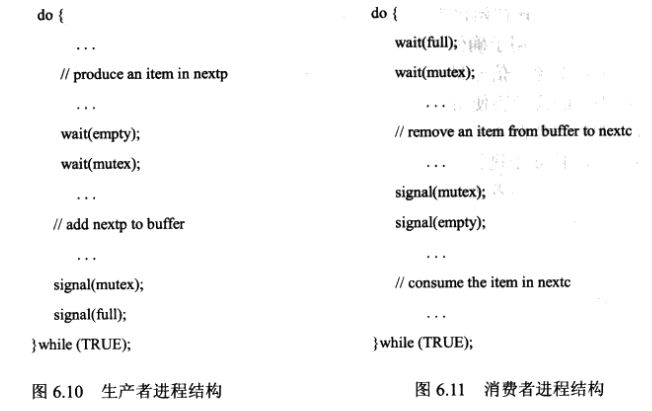 do {
...
// produce an item in nextp
...
wait(empty);
wait(mutex);
...
// add nextp to buffer
...
signal(mutex);
signal(full);
}while (TRUE);
图 6.10 生产者进程结构
do {
wait(full);
wait(mutex);
...
// remove an item from buffer to nextc
...
signal(mutex);
signal(empty);
...
// consume the item in nextc
...
}while (TRUE);
图 6.11 消费者进程结构